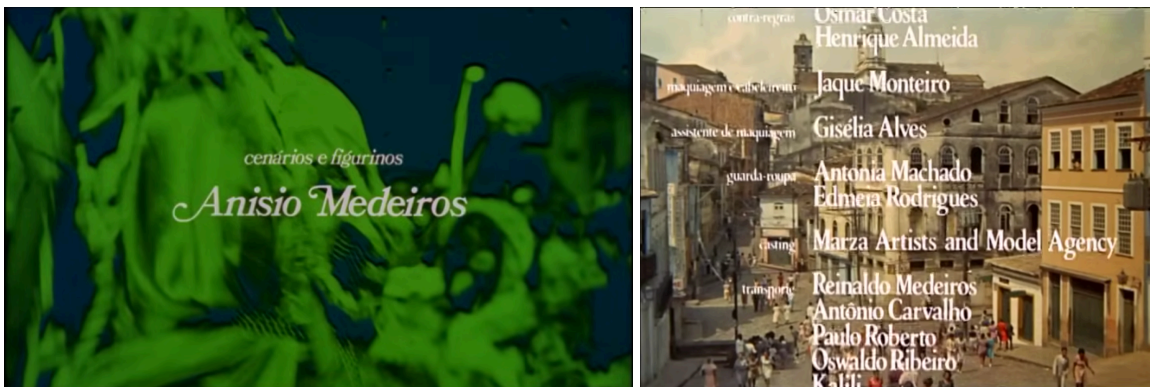 cenários e figurinos
Anisio Medeiros
contra-regras Osmar Costa
Henrique Almeida
maquiagem e cabeleireiro Jaque Monteiro
assistente de maquiagem Gisélia Alves
guarda-roupa Antonia Machado
Edmeia Rodrigues
casting Marza Artists and Model Agency
transporte Reinaldo Medeiros
Antônio Carvalho
Paulo Roberto
Oswaldo Ribeiro
Kalili